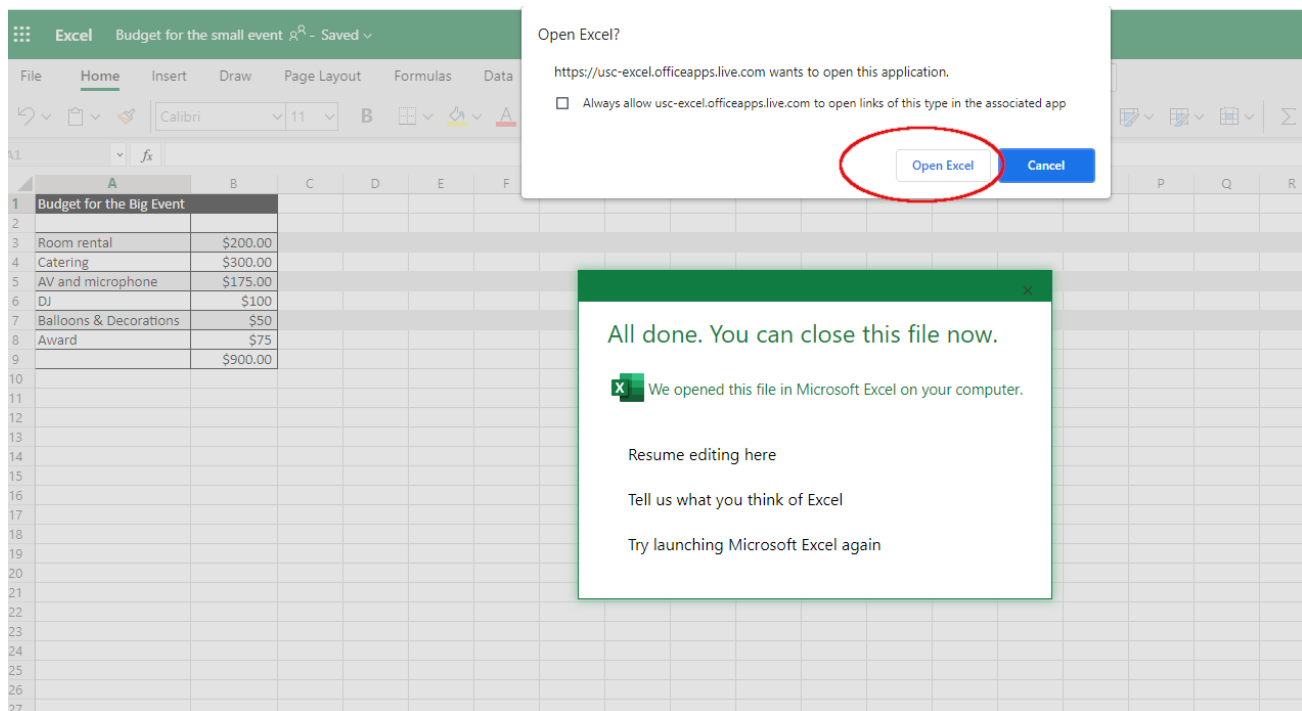 Excel Budget for the small event - Saved
File Home Insert Draw Page Layout Formulas Data
Calibri 11 B A
A1 fx
A B C D E F P Q R
1 Budget for the Big Event
2
3 Room rental $200.00
4 Catering $300.00
5 AV and microphone $175.00
6 DJ $100
7 Balloons & Decorations $50
8 Award $75
9 $900.00
10
11
12
13
14
15
16
17
18
19
20
21
22
23
24
25
26
27
Open Excel?
https://usc-excel.officeapps.live.com wants to open this application.
Always allow usc-excel.officeapps.live.com to open links of this type in the associated app
Open Excel Cancel
All done. You can close this file now.
X We opened this file in Microsoft Excel on your computer.
Resume editing here
Tell us what you think of Excel
Try launching Microsoft Excel again